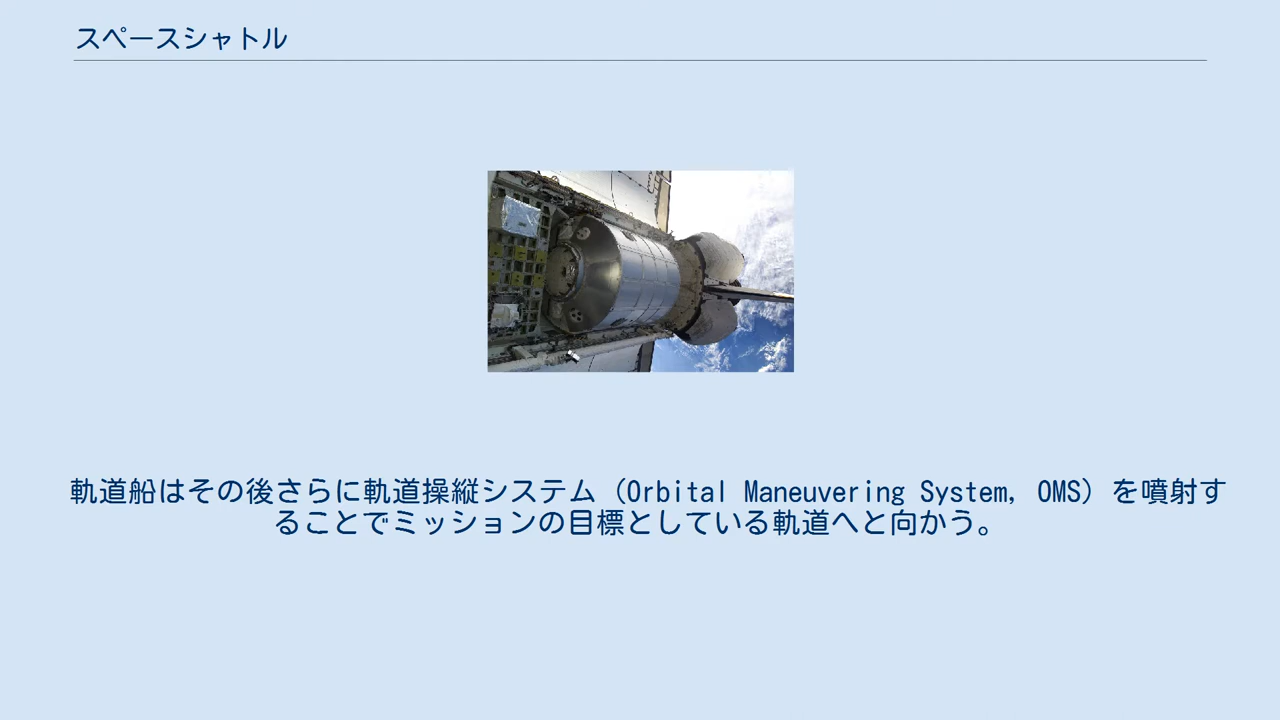 スペースシャトル
軌道船はその後さらに軌道操縦システム（Orbital Maneuvering System, OMS）を噴射す
ることでミッションの目標としている軌道へと向かう。